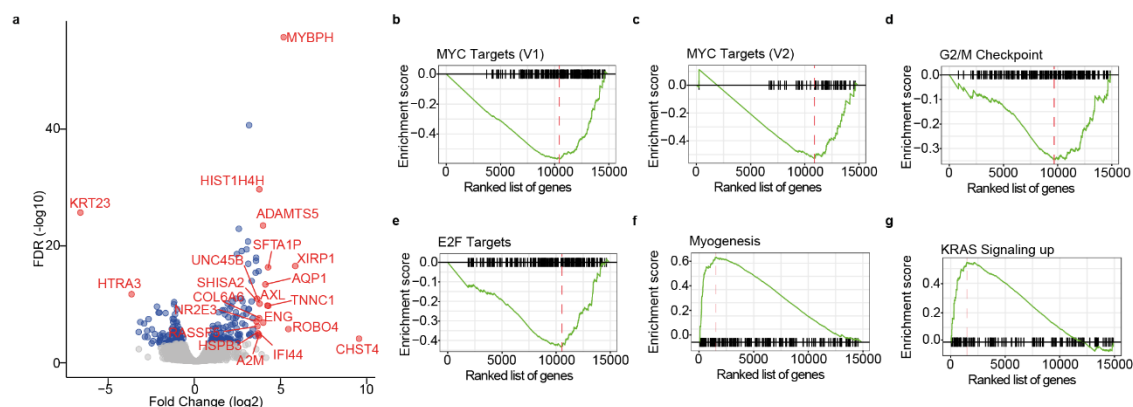 a
MYBPH
HIST1H4H
KRT23
ADAMTS5
SFTA1P
UNC45B
XIRP1
SHISA2
AQP1
HTRA3
COL6A6
AXL
TNNC1
NR2E3
ENG
ROBO4
HSPB3
IFI44
CHST4
A2M
40
20
0
−5
0
5
10
FDR (-log10)
Fold Change (log2)
b
MYC Targets (V1)
Enrichment score
0.0
−0.2
−0.4
0
5000
10000
15000
Ranked list of genes
c
MYC Targets (V2)
Enrichment score
0.0
−0.2
−0.4
0
5000
10000
15000
Ranked list of genes
d
G2/M Checkpoint
Enrichment score
0.0
−0.1
−0.2
−0.3
0
5000
10000
15000
Ranked list of genes
e
E2F Targets
Enrichment score
0.0
−0.1
−0.2
−0.3
−0.4
0
5000
10000
15000
Ranked list of genes
f
Myogenesis
Enrichment score
0.6
0.4
0.2
0.0
0
5000
10000
15000
Ranked list of genes
g
KRAS Signaling up
Enrichment score
0.4
0.2
0.0
0
5000
10000
15000
Ranked list of genes